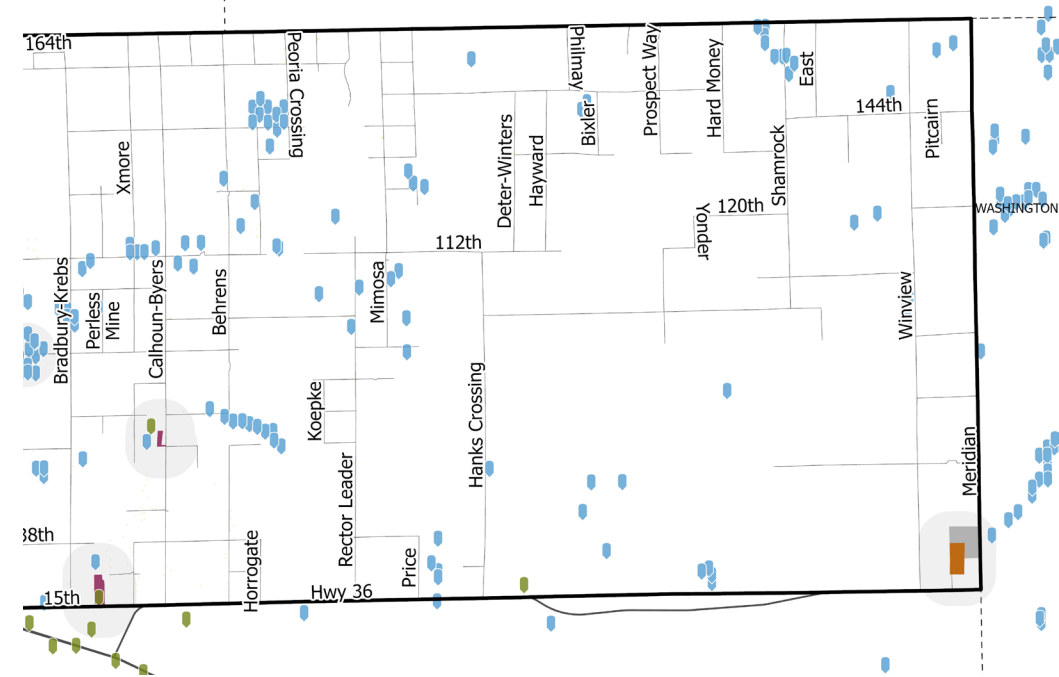 164th
Peoria Crossing
Philmay
Prospect Way
Hard Money
East
Bixler
144th
Pitcairn
Xmore
Deter-Winters
Hayward
Shamrock
120th
Yonder
WASHINGTON
112th
Bradbury-Krebs
Perless
Mine
Calhoun-Byers
Behrens
Mimosa
Winview
Koepke
Hanks Crossing
Rector Leader
Meridian
38th
Horrogate
Price
15th
Hwy 36